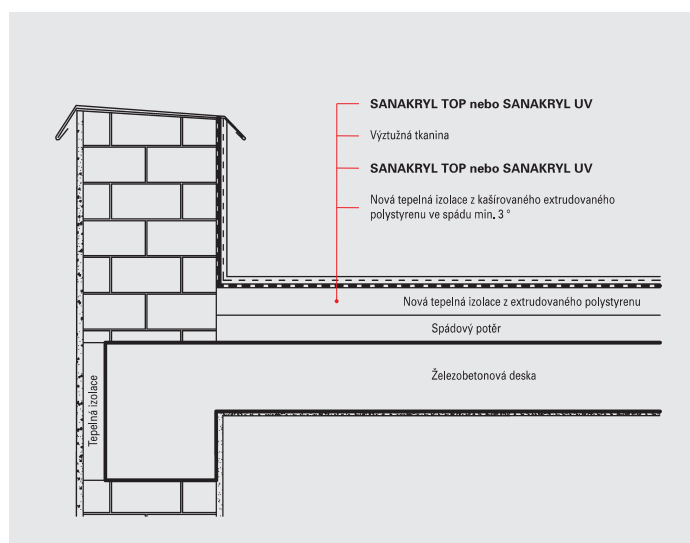 SANAKRYL TOP nebo SANAKRYL UV
Výztužná tkanina
SANAKRYL TOP nebo SANAKRYL UV
Nová tepelná izolace z kašírovaného extrudovaného
polystyrenu ve spádu min. 3 °
Nová tepelná izolace z extrudovaného polystyrenu
Spádový potěr
Železobetonová deska
Tepelná izolace